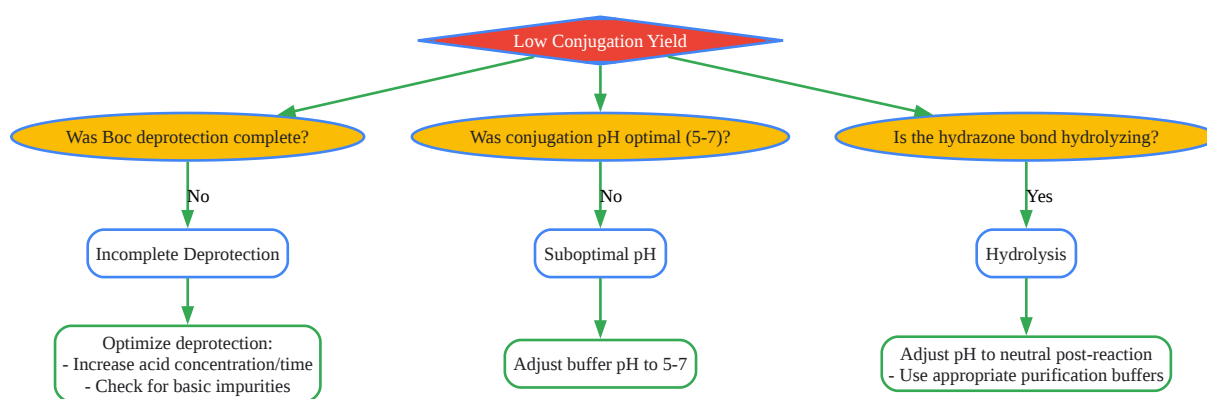 Low Conjugation Yield
Was Boc deprotection complete?
Was conjugation pH optimal (5-7)?
Is the hydrazone bond hydrolyzing?
No
No
Yes
Incomplete Deprotection
Suboptimal pH
Hydrolysis
Optimize deprotection:
- Increase acid concentration/time
- Check for basic impurities
Adjust buffer pH to 5-7
Adjust pH to neutral post-reaction
- Use appropriate purification buffers